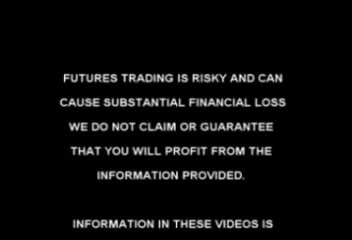 FUTURES TRADING IS RISKY AND CAN
CAUSE SUBSTANTIAL FINANCIAL LOSS
WE DO NOT CLAIM OR GUARANTEE
THAT YOU WILL PROFIT FROM THE
INFORMATION PROVIDED.
INFORMATION IN THESE VIDEOS IS